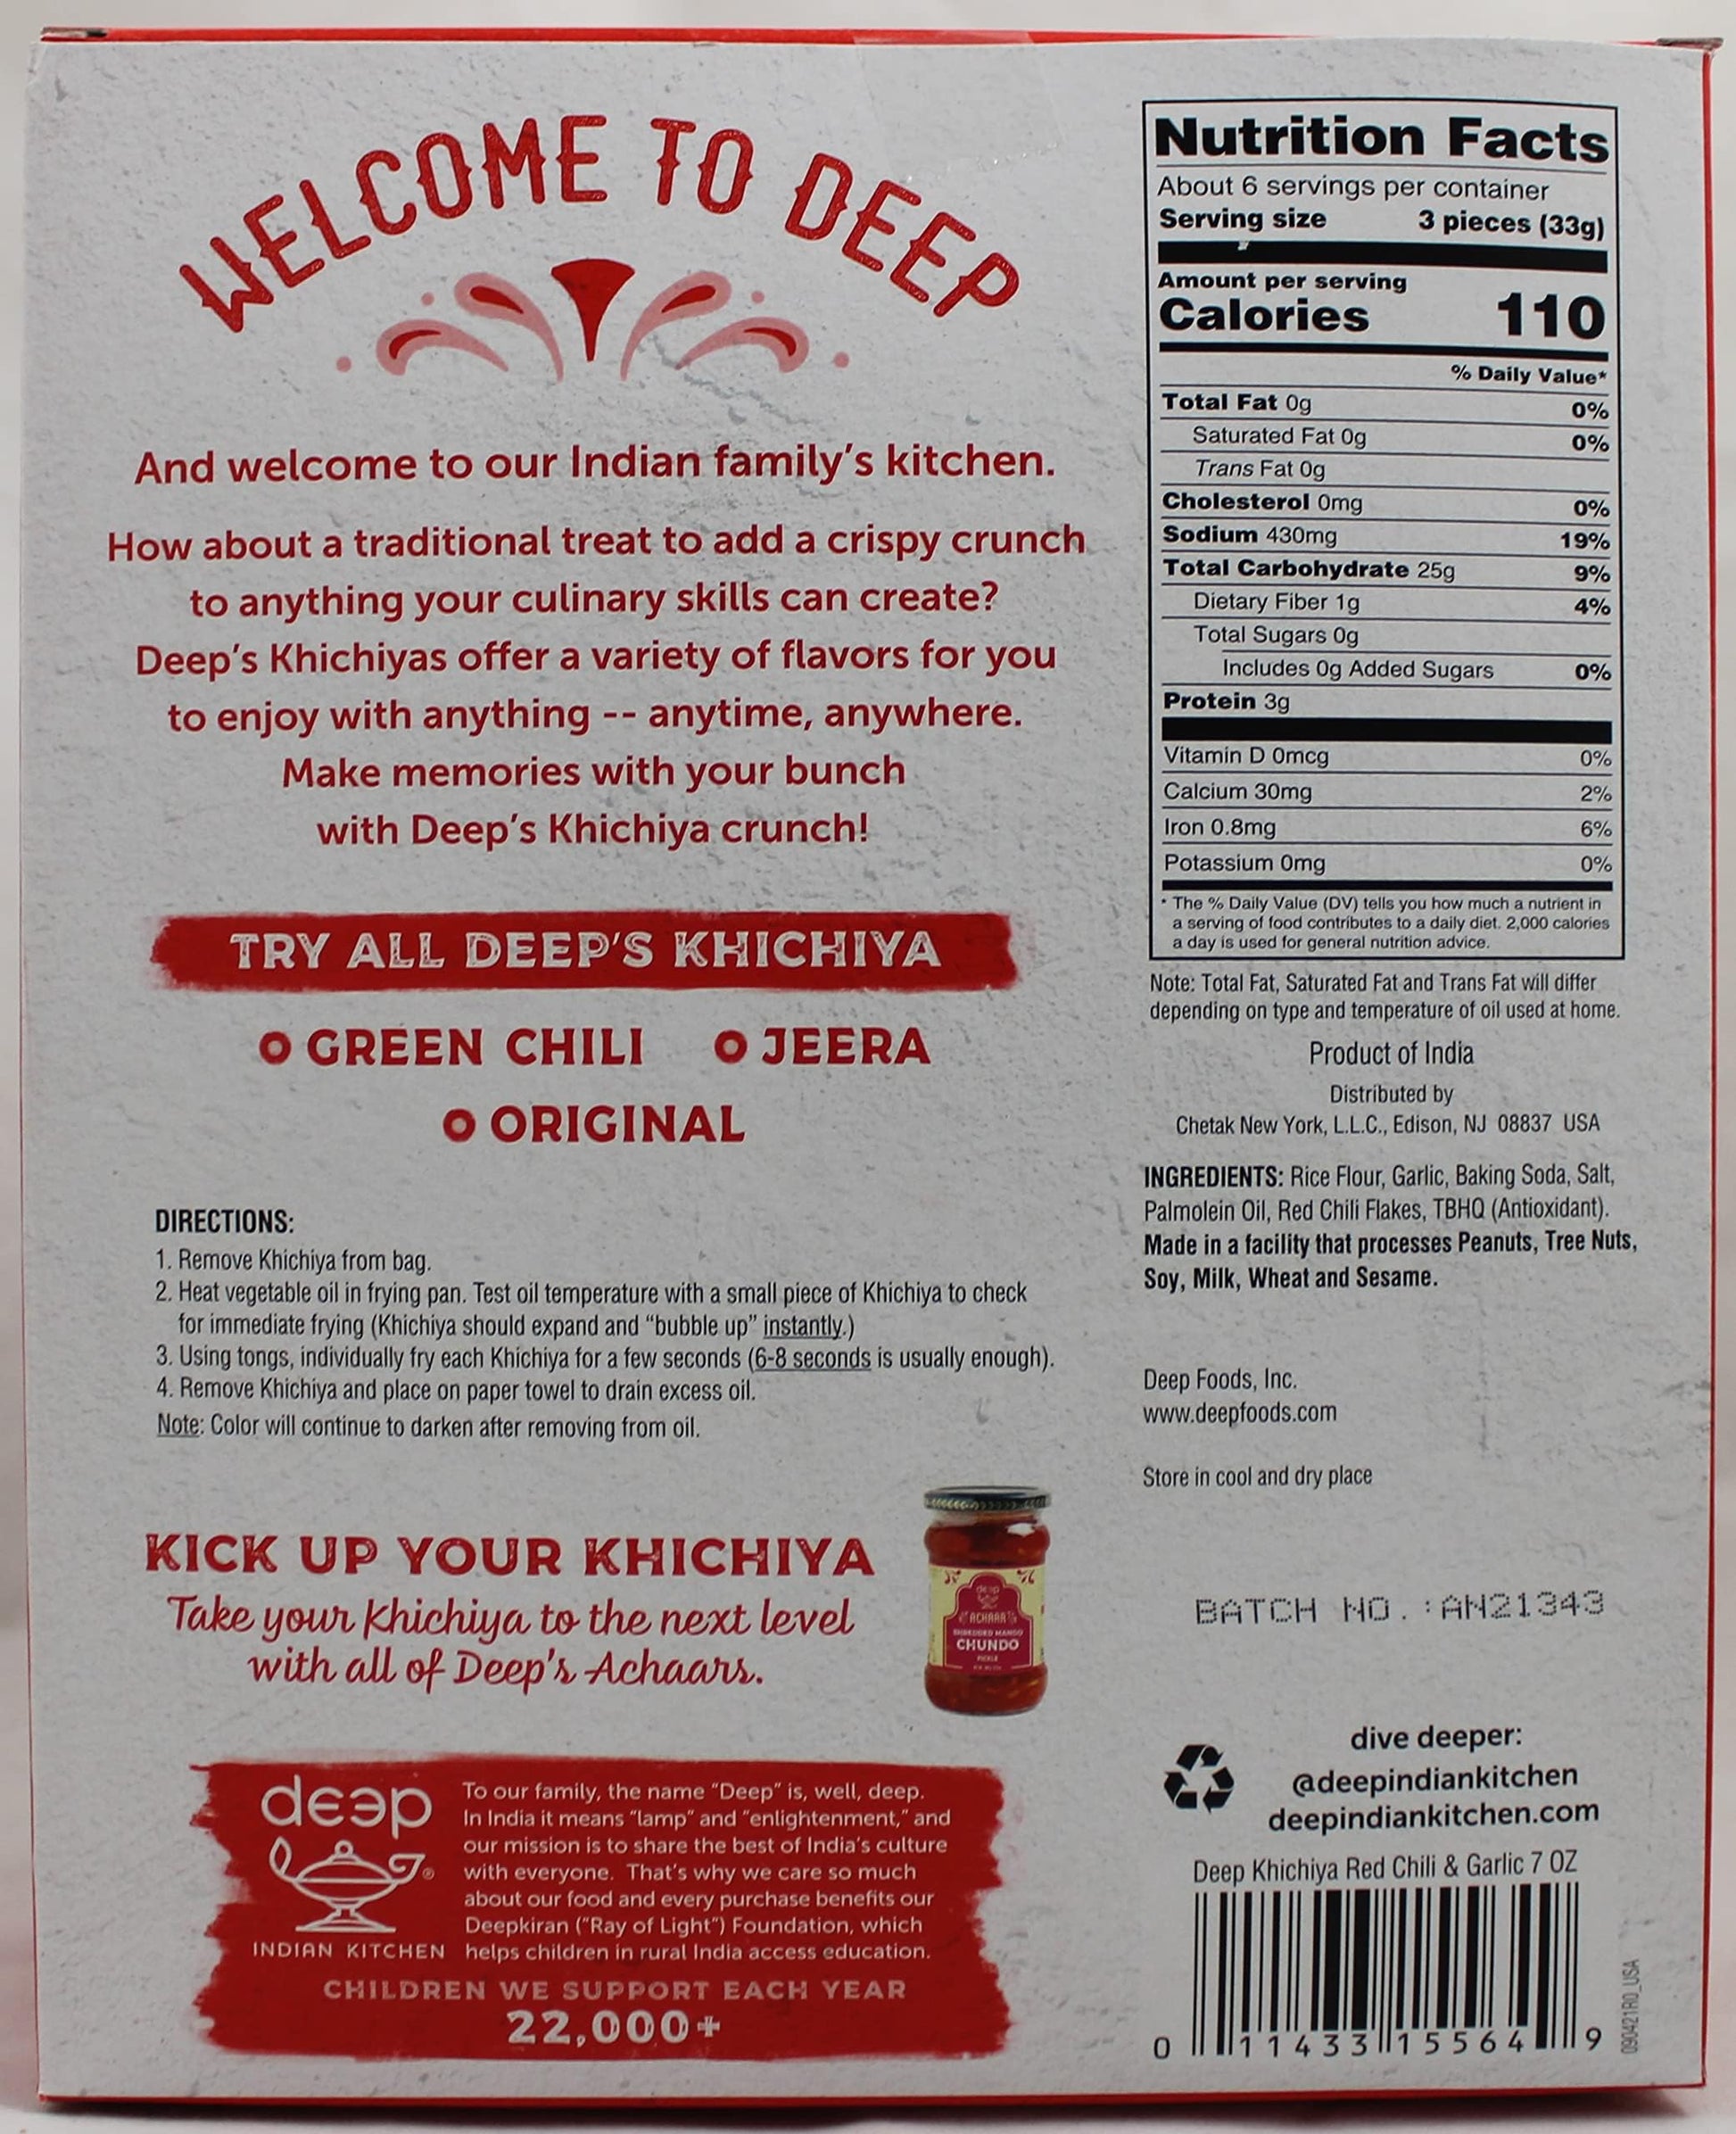 WELCOME TO DEEP
And welcome to our Indian family's kitchen.
How about a traditional treat to add a crispy crunch
to anything your culinary skills can create?
Deep's Khichiyas offer a variety of flavors for you
to enjoy with anything -- anytime, anywhere.
Make memories with your bunch
with Deep's Khichiya crunch!
TRY ALL DEEP'S KHICHIYA
GREEN CHILI JEERA
ORIGINAL
DIRECTIONS:
1. Remove Khichiya from bag.
2. Heat vegetable oil in frying pan. Test oil temperature with a small piece of Khichiya to check
for immediate frying (Khichiya should expand and “bubble up” instantly.)
3. Using tongs, individually fry each Khichiya for a few seconds (6-8 seconds is usually enough).
4. Remove Khichiya and place on paper towel to drain excess oil.
Note: Color will continue to darken after removing from oil.
KICK UP YOUR KHICHIYA
Take your Khichiya to the next level
with all of Deep's Achaars.
deep
ACHAAR
SHREDDED MANGO
CHUNDO
PICKLE
deep
INDIAN KITCHEN
To our family, the name “Deep” is, well, deep.
In India it means “lamp” and “enlightenment,” and
our mission is to share the best of India's culture
with everyone. That's why we care so much
about our food and every purchase benefits our
Deepkiran (“Ray of Light”) Foundation, which
helps children in rural India access education.
CHILDREN WE SUPPORT EACH YEAR
22,000+
Nutrition Facts
About 6 servings per container
Serving size 3 pieces (33g)
Amount per serving
Calories 110
% Daily Value*
Total Fat 0g 0%
Saturated Fat 0g 0%
Trans Fat 0g
Cholesterol 0mg 0%
Sodium 430mg 19%
Total Carbohydrate 25g 9%
Dietary Fiber 1g 4%
Total Sugars 0g
Includes 0g Added Sugars 0%
Protein 3g
Vitamin D 0mcg 0%
Calcium 30mg 2%
Iron 0.8mg 6%
Potassium 0mg 0%
* The % Daily Value (DV) tells you how much a nutrient in
a serving of food contributes to a daily diet. 2,000 calories
a day is used for general nutrition advice.
Note: Total Fat, Saturated Fat and Trans Fat will differ
depending on type and temperature of oil used at home.
Product of India
Distributed by
Chetak New York, L.L.C., Edison, NJ 08837 USA
INGREDIENTS: Rice Flour, Garlic, Baking Soda, Salt,
Palmolein Oil, Red Chili Flakes, TBHQ (Antioxidant).
Made in a facility that processes Peanuts, Tree Nuts,
Soy, Milk, Wheat and Sesame.
Deep Foods, Inc.
www.deepfoods.com
Store in cool and dry place
BATCH NO. : AN21343
dive deeper:
@deepindiankitchen
deepindiankitchen.com
Deep Khichiya Red Chili & Garlic 7 OZ
0 11433 15564 9
090421R0_USA